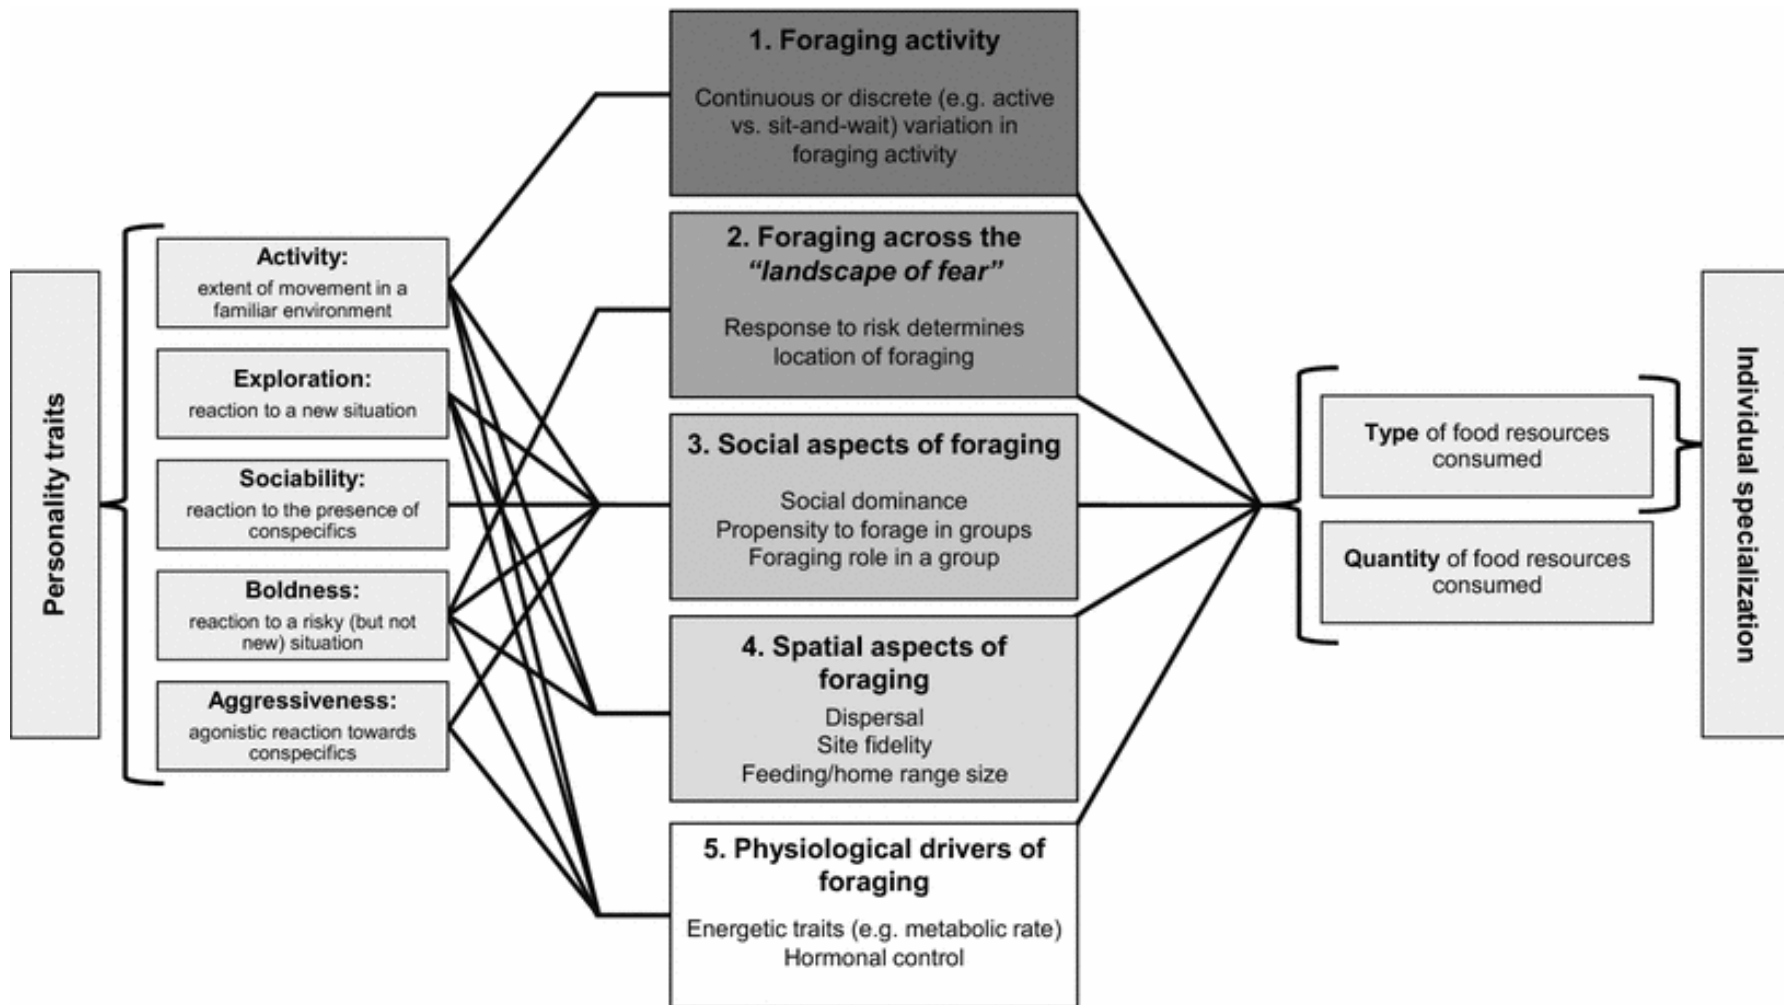 Personality traits
Activity:
extent of movement in a
familiar environment
Exploration:
reaction to a new situation
Sociability:
reaction to the presence of
conspecifics
Boldness:
reaction to a risky (but not
new) situation
Aggressiveness:
agonistic reaction towards
conspecifics
1. Foraging activity
Continuous or discrete (e.g. active
vs. sit-and-wait) variation in
foraging activity
2. Foraging across the
“landscape of fear”
Response to risk determines
location of foraging
3. Social aspects of foraging
Social dominance
Propensity to forage in groups
Foraging role in a group
4. Spatial aspects of
foraging
Dispersal
Site fidelity
Feeding/home range size
5. Physiological drivers of
foraging
Energetic traits (e.g. metabolic rate)
Hormonal control
Type of food resources
consumed
Quantity of food resources
consumed
Individual specialization